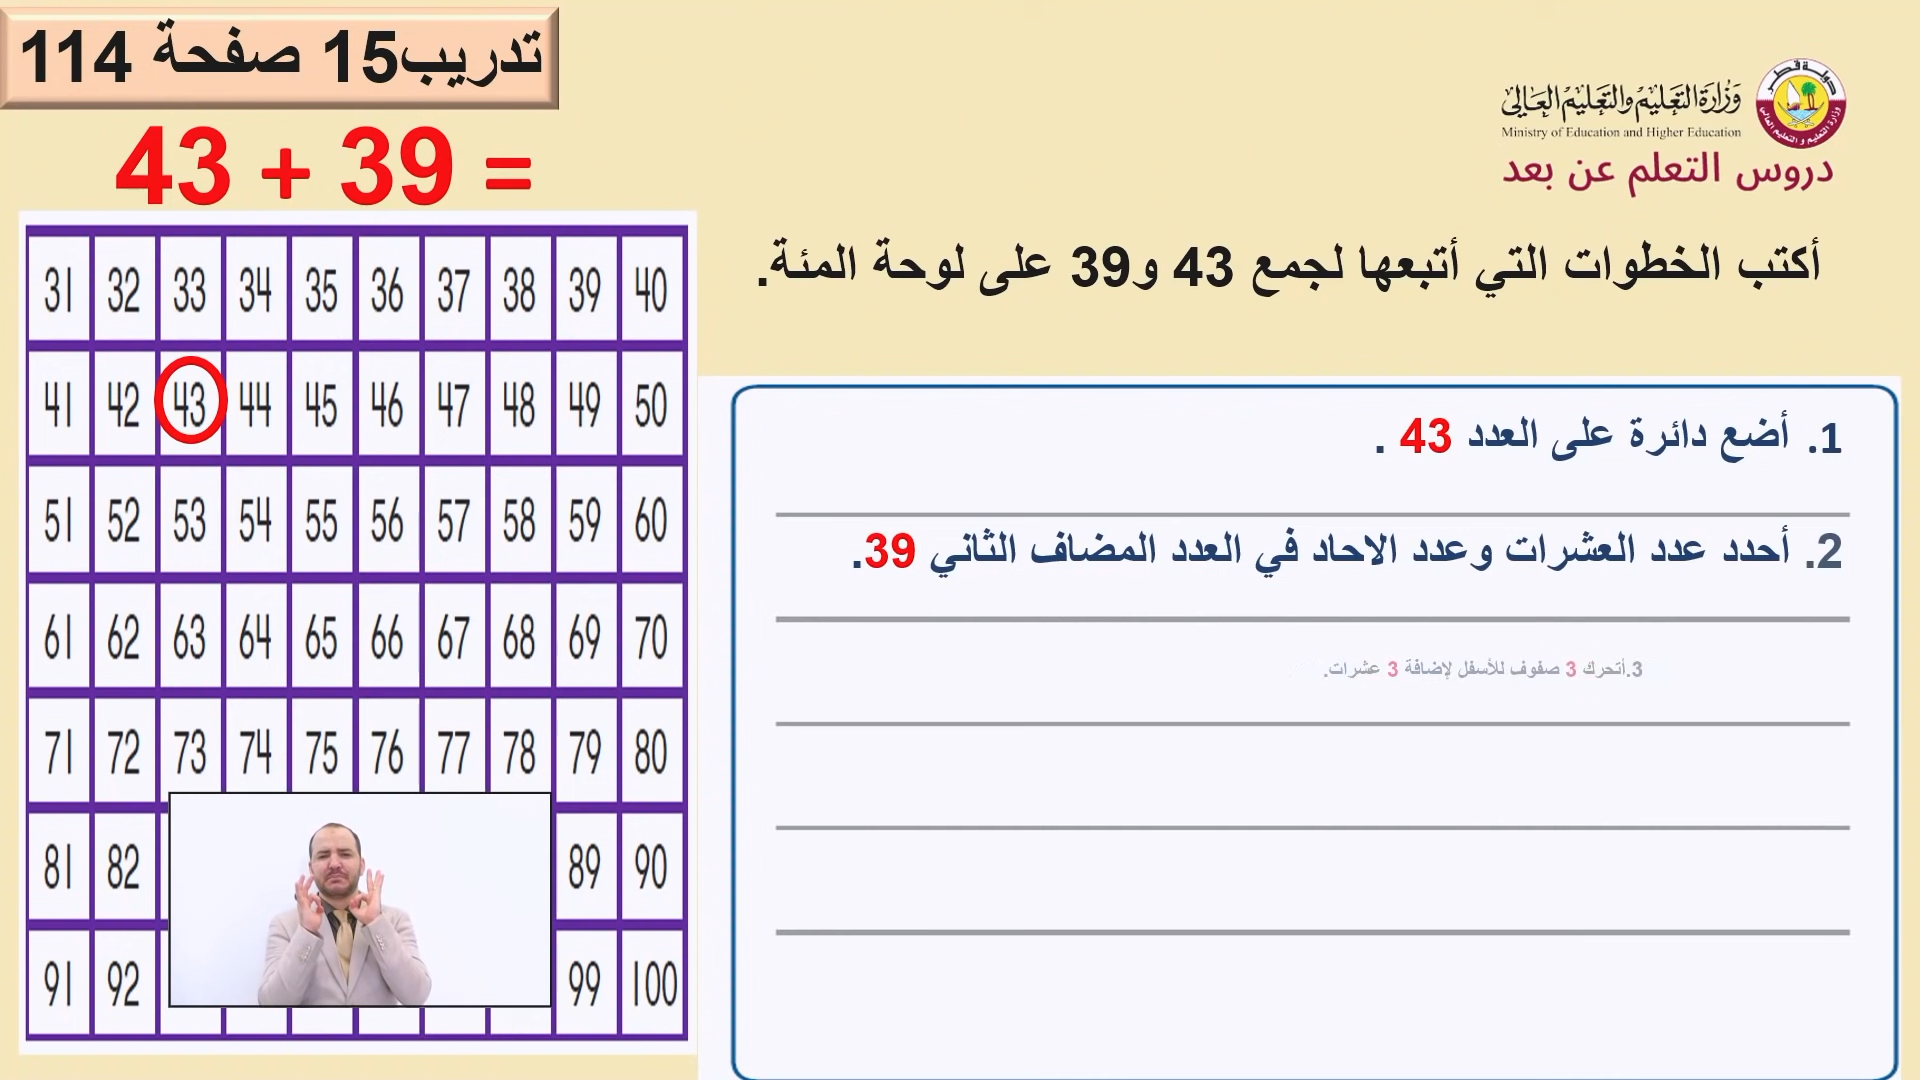 تدريب15 صفحة 114
43 + 39 =
وزارة التعليم والتعليم العالي
Ministry of Education and Higher Education
دروس التعلم عن بعد
أكتب الخطوات التي أتبعها لجمع 43 و39 على لوحة المئة.
31 32 33 34 35 36 37 38 39 40
41 42 43 44 45 46 47 48 49 50
51 52 53 54 55 56 57 58 59 60
61 62 63 64 65 66 67 68 69 70
71 72 73 74 75 76 77 78 79 80
81 82 89 90
91 92 99 100
1. أضع دائرة على العدد 43 .
2. أحدد عدد العشرات وعدد الاحاد في العدد المضاف الثاني 39.
3.أتحرك 3 صفوف للأسفل لإضافة 3 عشرات.